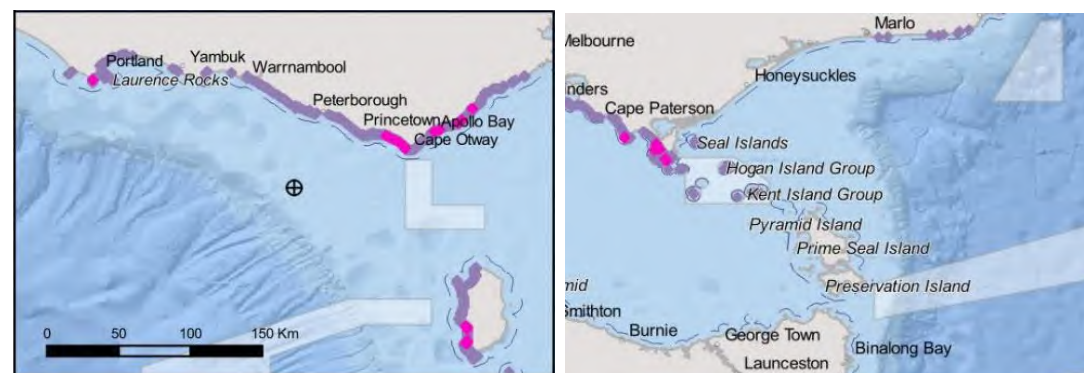 Portland
Laurence Rocks
Yambuk
Warrnambool
Peterborough
Princetown
Apollo Bay
Cape Otway
0 50 100 150 Km
Marlo
Melbourne
Honeysuckles
nders
Cape Paterson
Seal Islands
Hogan Island Group
Kent Island Group
Pyramid Island
Prime Seal Island
Preservation Island
mid
Smithton
Burnie
George Town
Launceston
Binalong Bay